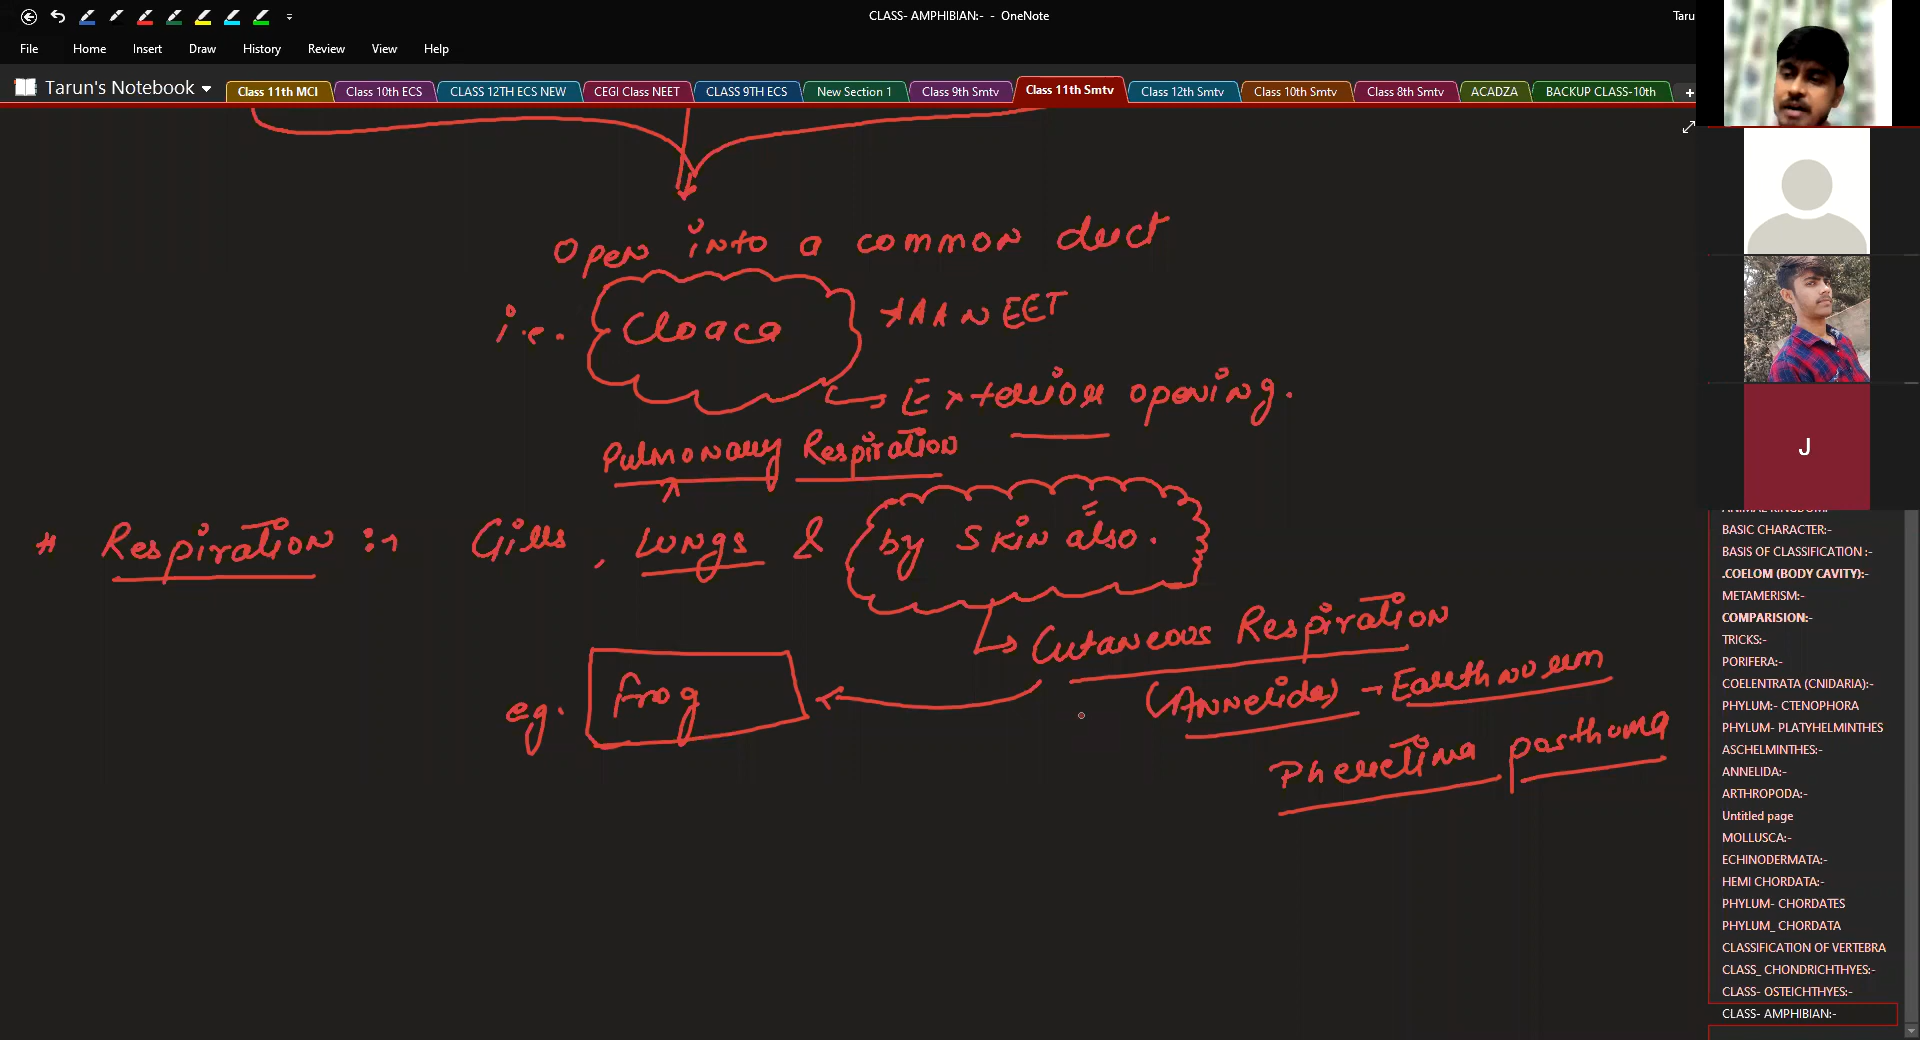 CLASS- AMPHIBIAN:- - OneNote
Tarun
File Home Insert Draw History Review View Help
Tarun's Notebook
Class 11th MCI Class 10th ECS CLASS 12TH ECS NEW CEGI Class NEET CLASS 9TH ECS New Section 1 Class 9th Smtv Class 11th Smtv Class 12th Smtv Class 10th Smtv Class 8th Smtv ACADZA BACKUP CLASS-10th +
Open into a common duct
i.e. Cloaca *AA NEET
Exterior opening.
Pulmonary Respiration
* Respiration :→ Gills, Lungs & by Skin also.
Cutaneous Respiration
(Annelida) → Earthworm
eg. Frog
Pheretima posthuma
J
BASIC CHARACTER:-
BASIS OF CLASSIFICATION :-
.COELOM (BODY CAVITY):-
METAMERISM:-
COMPARISION:-
TRICKS:-
PORIFERA:-
COELENTRATA (CNIDARIA):-
PHYLUM:- CTENOPHORA
PHYLUM- PLATYHELMINTHES
ASCHELMINTHES:-
ANNELIDA:-
ARTHROPODA:-
Untitled page
MOLLUSCA:-
ECHINODERMATA:-
HEMI CHORDATA:-
PHYLUM- CHORDATES
PHYLUM_ CHORDATA
CLASSIFICATION OF VERTEBRA
CLASS_ CHONDRICHTHYES:-
CLASS- OSTEICHTHYES:-
CLASS- AMPHIBIAN:-